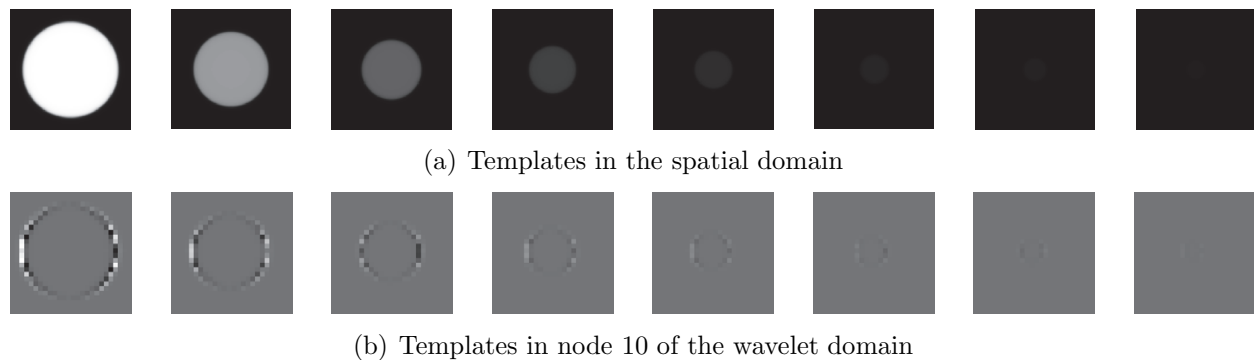 (a) Templates in the spatial domain
(b) Templates in node 10 of the wavelet domain